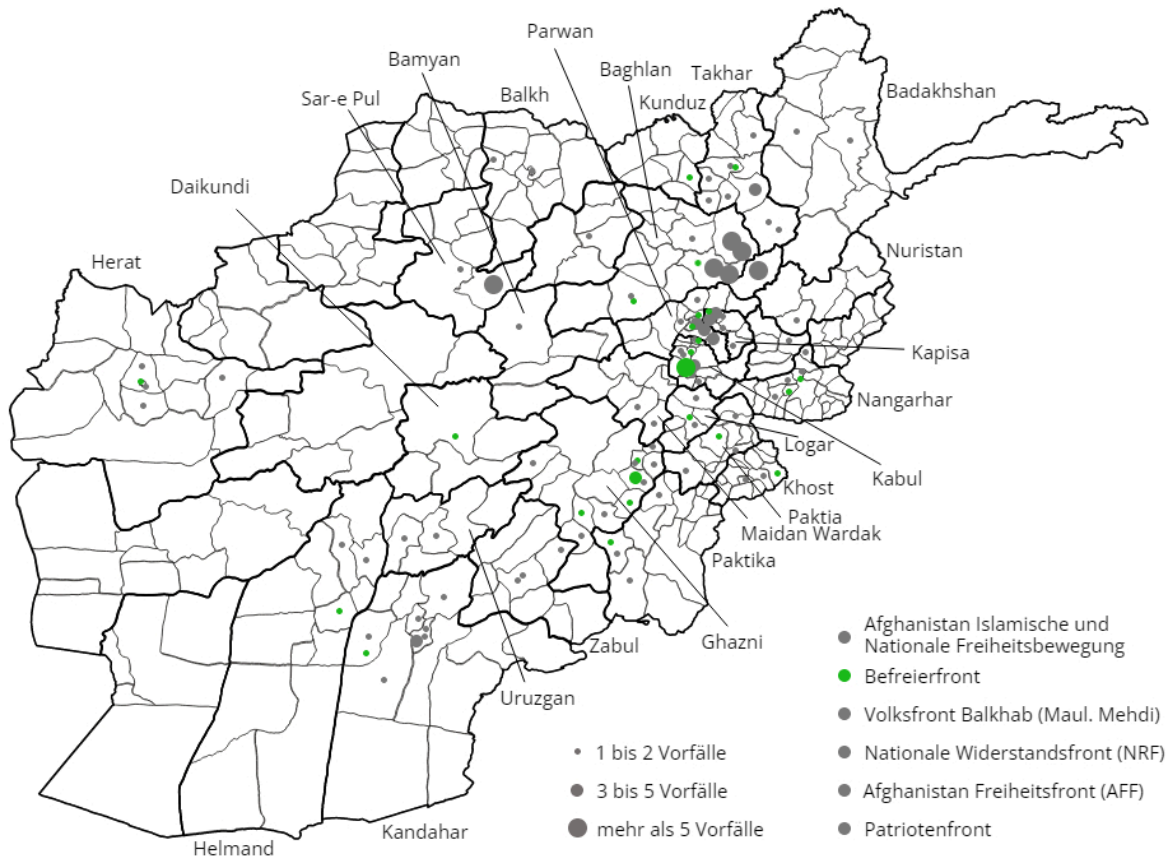 Parwan
Bamyan
Baghlan
Takhar
Sar-e Pul
Balkh
Kunduz
Badakhshan
Daikundi
Herat
Nuristan
Kapisa
Nangarhar
Logar
Kabul
Khost
Paktia
Maidan Wardak
Paktika
Ghazni
Zabul
Uruzgan
Kandahar
Helmand
1 bis 2 Vorfälle
3 bis 5 Vorfälle
mehr als 5 Vorfälle
Afghanistan Islamische und
Nationale Freiheitsbewegung
Befreierfront
Volksfront Balkhab (Maul. Mehdi)
Nationale Widerstandsfront (NRF)
Afghanistan Freiheitsfront (AFF)
Patriotenfront